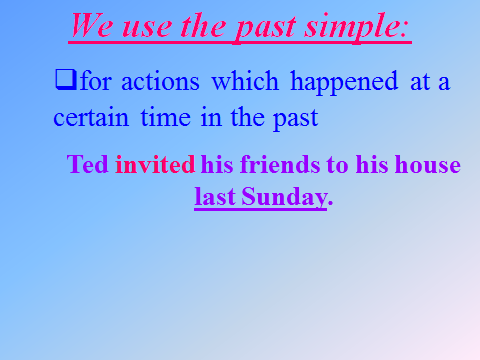 We use the past simple:
❑for actions which happened at a
certain time in the past
Ted invited his friends to his house
last Sunday.